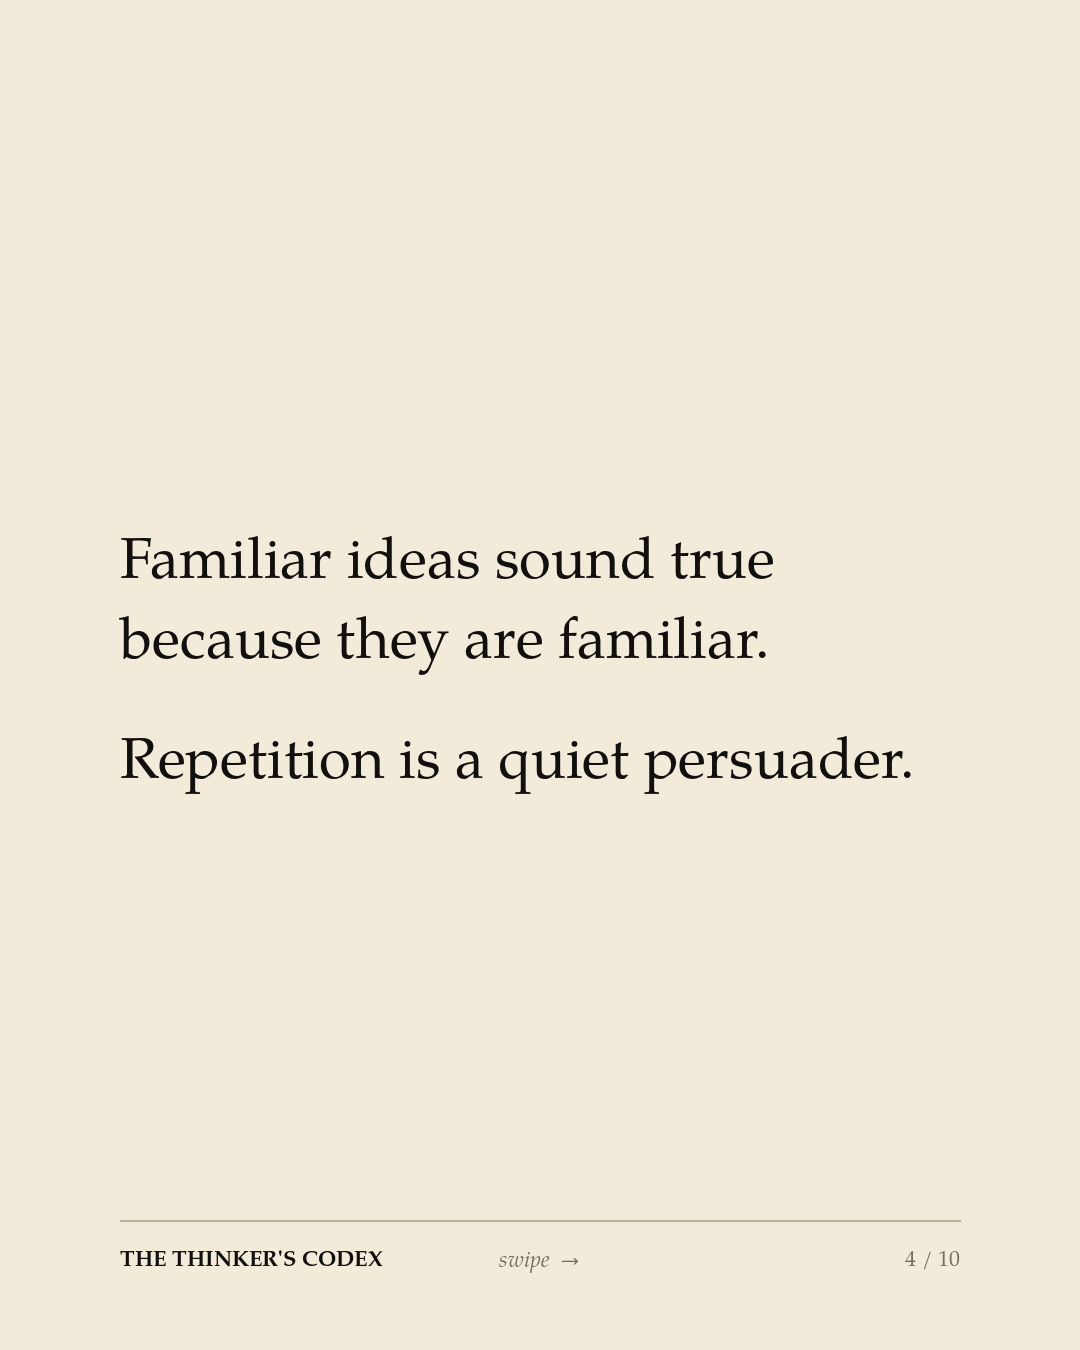 Familiar ideas sound true
because they are familiar.
Repetition is a quiet persuader.
THE THINKER'S CODEX swipe → 4 / 10